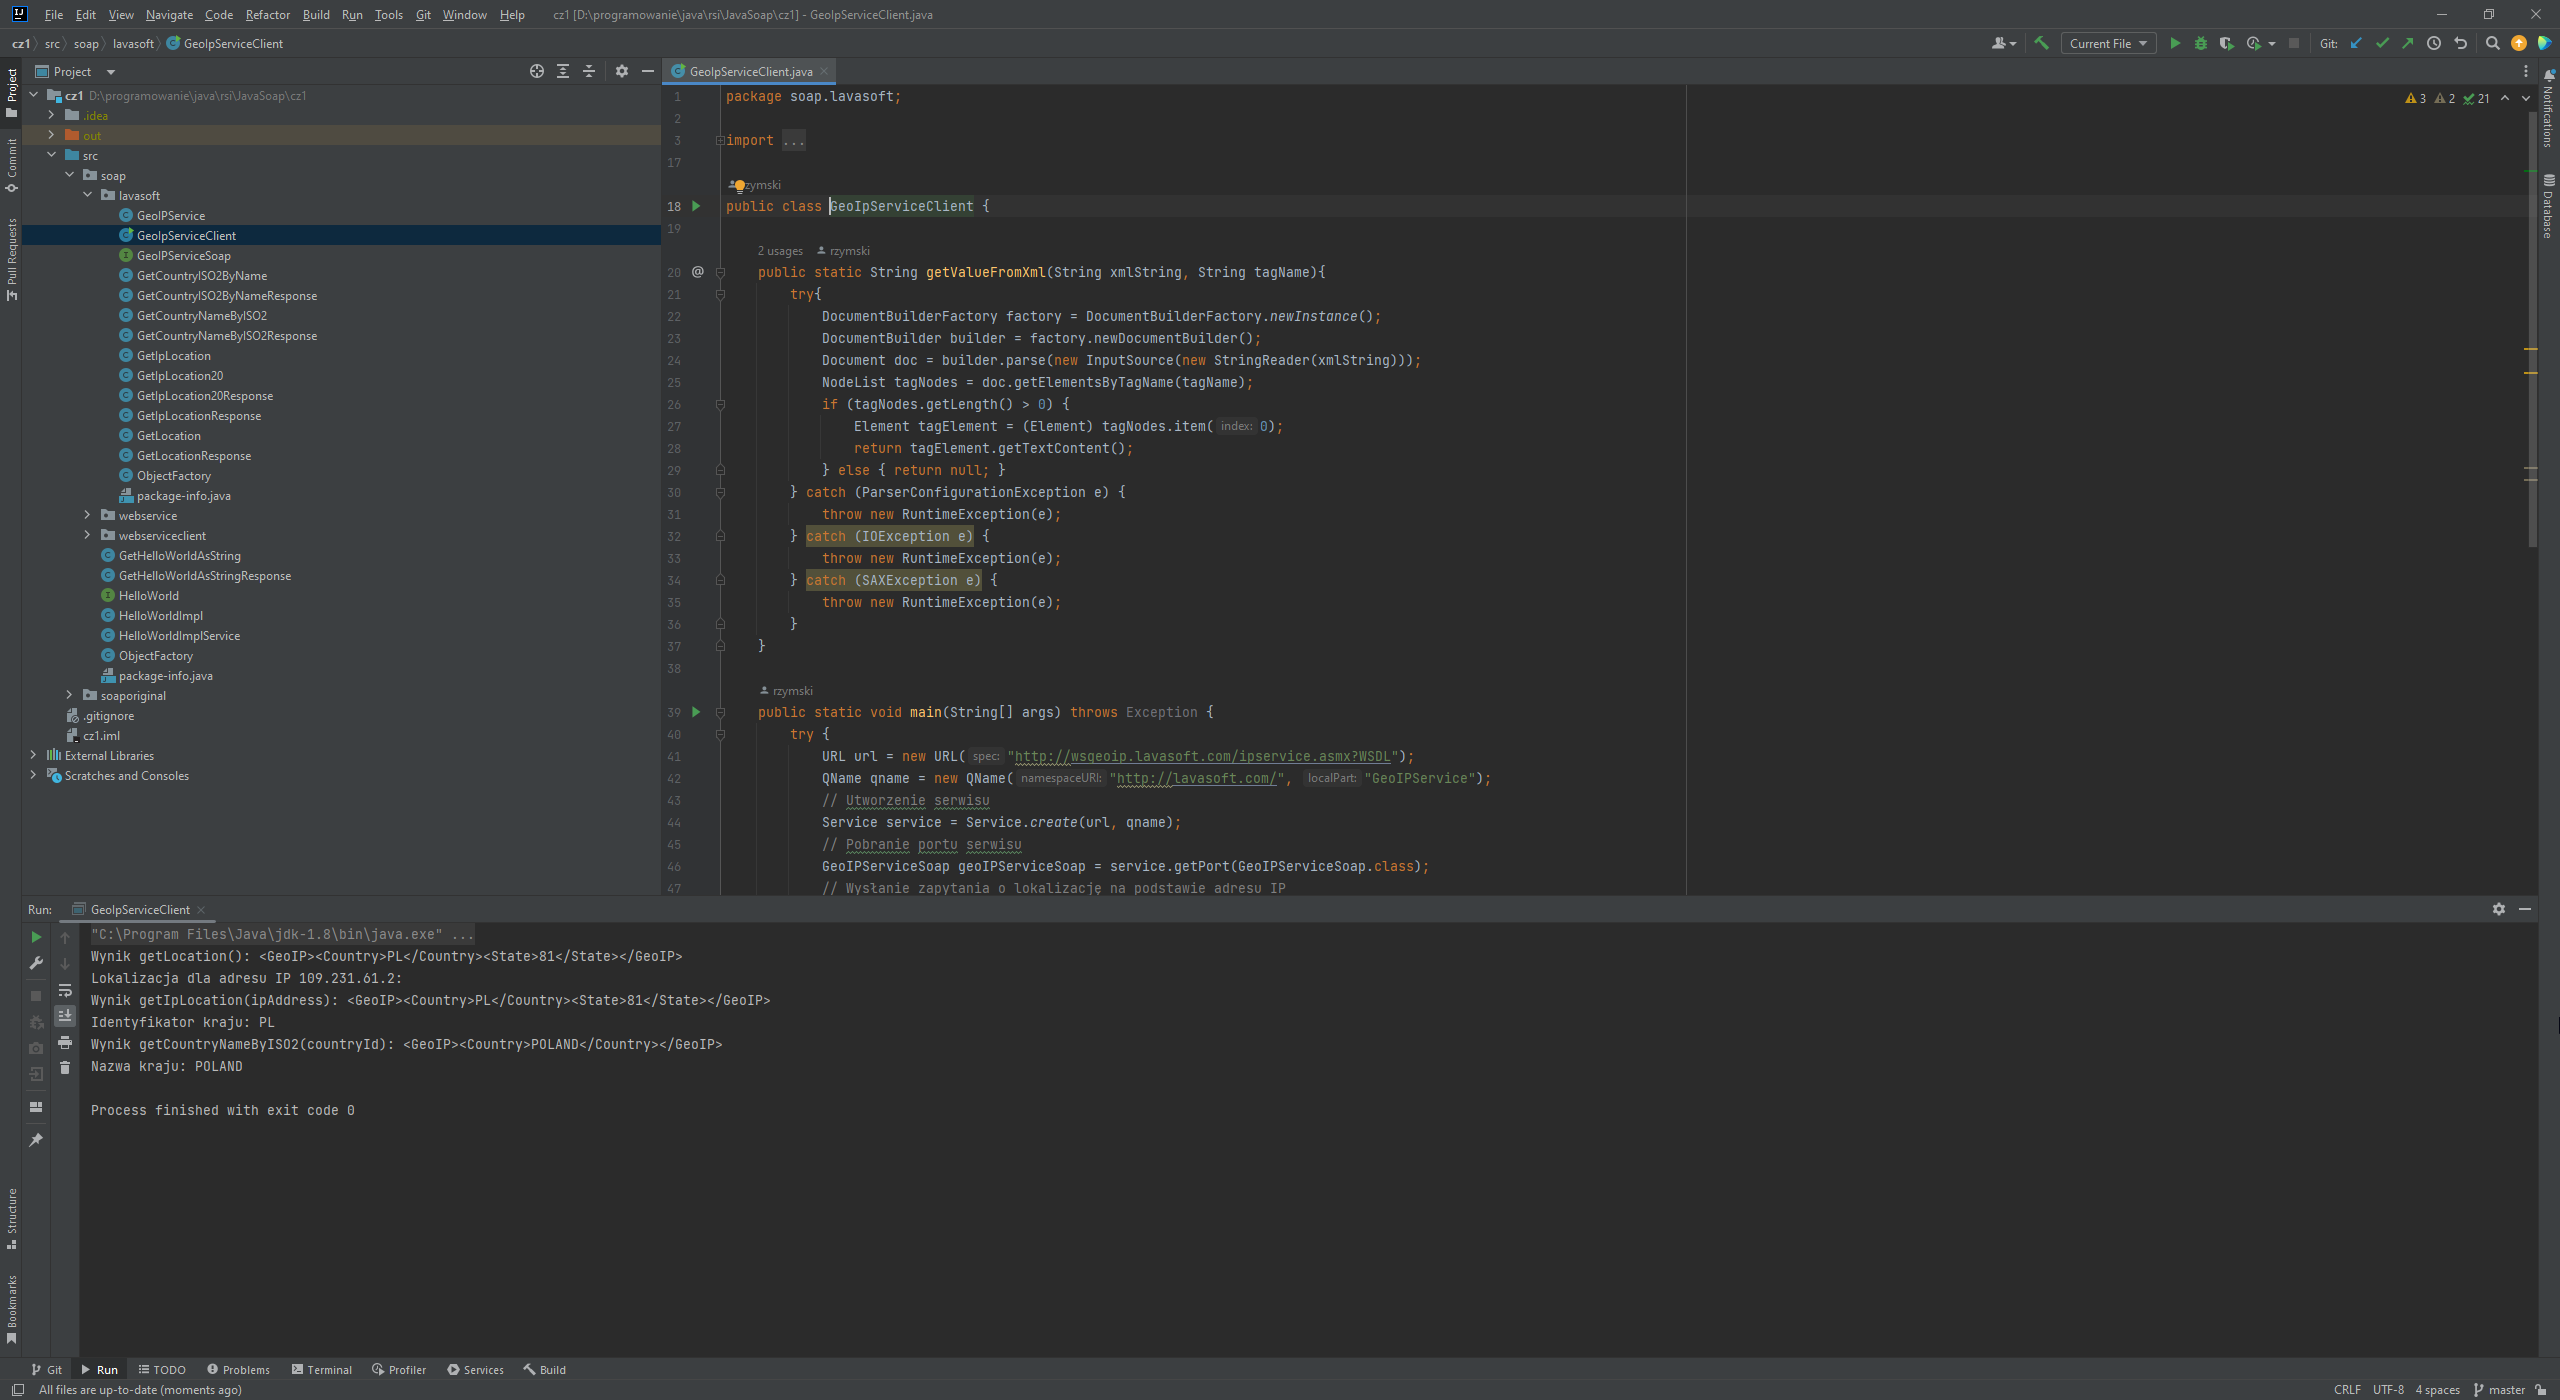 File Edit View Navigate Code Refactor Build Run Tools Git Window Help cz1 [D:\programowanie\java\rsi\JavaSoap\cz1] - GeoIpServiceClient.java
cz1 src soap lavasoft GeoIpServiceClient Current File Git:
Project
GeoIpServiceClient.java
cz1 D:\programowanie\java\rsi\JavaSoap\cz1
.idea
out
src
soap
lavasoft
GeoIPService
GeoIpServiceClient
GeoIPServiceSoap
GetCountryISO2ByName
GetCountryISO2ByNameResponse
GetCountryNameByISO2
GetCountryNameByISO2Response
GetIpLocation
GetIpLocation20
GetIpLocation20Response
GetIpLocationResponse
GetLocation
GetLocationResponse
ObjectFactory
package-info.java
webservice
webserviceclient
GetHelloWorldAsString
GetHelloWorldAsStringResponse
HelloWorld
HelloWorldImpl
HelloWorldImplService
ObjectFactory
package-info.java
soaporiginal
.gitignore
cz1.iml
External Libraries
Scratches and Consoles
Project
Commit
Pull Requests
Structure
Bookmarks
Notifications
Database
3 2 21
1 package soap.lavasoft;
2
3 import ...
17
zymski
18 public class GeoIpServiceClient {
19
2 usages rzymski
20 @ public static String getValueFromXml(String xmlString, String tagName){
21 try{
22 DocumentBuilderFactory factory = DocumentBuilderFactory.newInstance();
23 DocumentBuilder builder = factory.newDocumentBuilder();
24 Document doc = builder.parse(new InputSource(new StringReader(xmlString)));
25 NodeList tagNodes = doc.getElementsByTagName(tagName);
26 if (tagNodes.getLength() > 0) {
27 Element tagElement = (Element) tagNodes.item( index: 0);
28 return tagElement.getTextContent();
29 } else { return null; }
30 } catch (ParserConfigurationException e) {
31 throw new RuntimeException(e);
32 } catch (IOException e) {
33 throw new RuntimeException(e);
34 } catch (SAXException e) {
35 throw new RuntimeException(e);
36 }
37 }
38
rzymski
39 public static void main(String[] args) throws Exception {
40 try {
41 URL url = new URL( spec: "http://wsgeoip.lavasoft.com/ipservice.asmx?WSDL");
42 QName qname = new QName( namespaceURI: "http://lavasoft.com/", localPart: "GeoIPService");
43 // Utworzenie serwisu
44 Service service = Service.create(url, qname);
45 // Pobranie portu serwisu
46 GeoIPServiceSoap geoIPServiceSoap = service.getPort(GeoIPServiceSoap.class);
47 // Wysłanie zapytania o lokalizację na podstawie adresu IP
Run: GeoIpServiceClient
"C:\Program Files\Java\jdk-1.8\bin\java.exe" ...
Wynik getLocation(): <GeoIP><Country>PL</Country><State>81</State></GeoIP>
Lokalizacja dla adresu IP 109.231.61.2:
Wynik getIpLocation(ipAddress): <GeoIP><Country>PL</Country><State>81</State></GeoIP>
Identyfikator kraju: PL
Wynik getCountryNameByISO2(countryId): <GeoIP><Country>POLAND</Country></GeoIP>
Nazwa kraju: POLAND
Process finished with exit code 0
Git Run TODO Problems Terminal Profiler Services Build
All files are up-to-date (moments ago) CRLF UTF-8 4 spaces master